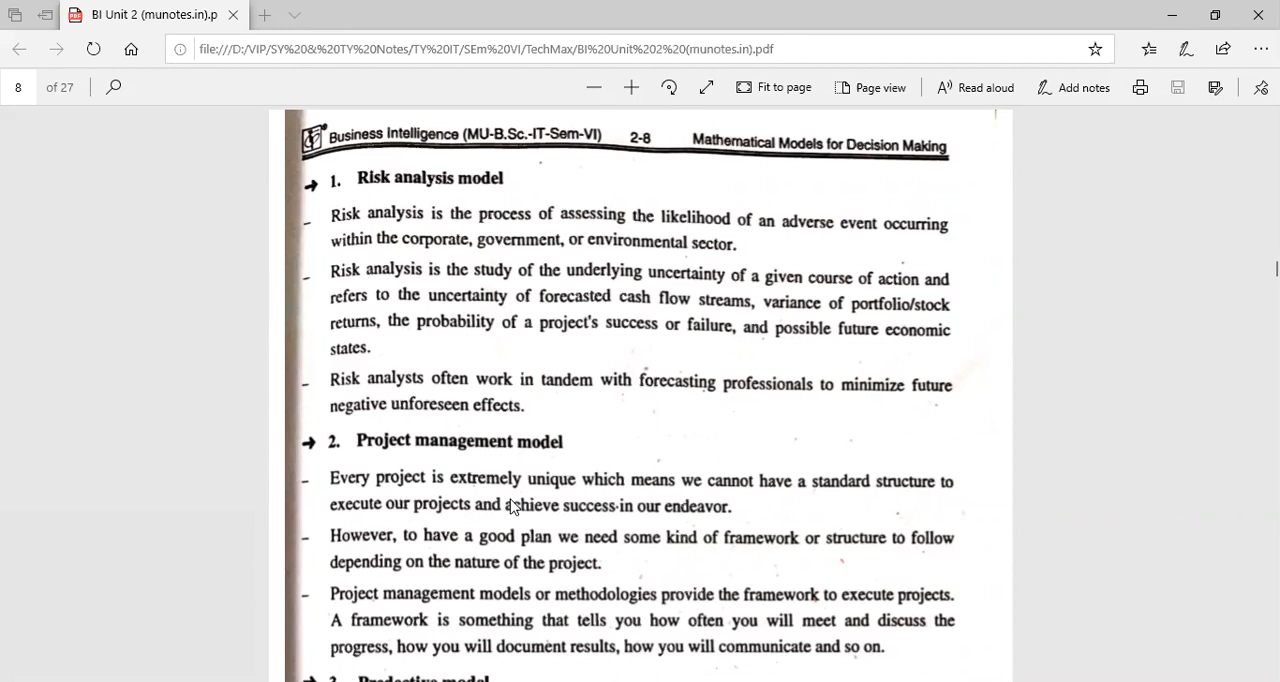 BI Unit 2 (munotes.in).p
file:///D:/VIP/SY%20&%20TY%20Notes/TY%20IT/SEm%20VI/TechMax/BI%20Unit%202%20(munotes.in).pdf
8 of 27
Fit to page
Page view
Read aloud
Add notes
Business Intelligence (MU-B.Sc.-IT-Sem-VI) 2-8 Mathematical Models for Decision Making
➔ 1. Risk analysis model
- Risk analysis is the process of assessing the likelihood of an adverse event occurring
within the corporate, government, or environmental sector.
- Risk analysis is the study of the underlying uncertainty of a given course of action and
refers to the uncertainty of forecasted cash flow streams, variance of portfolio/stock
returns, the probability of a project's success or failure, and possible future economic
states.
- Risk analysts often work in tandem with forecasting professionals to minimize future
negative unforeseen effects.
➔ 2. Project management model
- Every project is extremely unique which means we cannot have a standard structure to
execute our projects and achieve success in our endeavor.
- However, to have a good plan we need some kind of framework or structure to follow
depending on the nature of the project.
- Project management models or methodologies provide the framework to execute projects.
A framework is something that tells you how often you will meet and discuss the
progress, how you will document results, how you will communicate and so on.